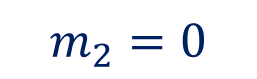 m₂ = 0